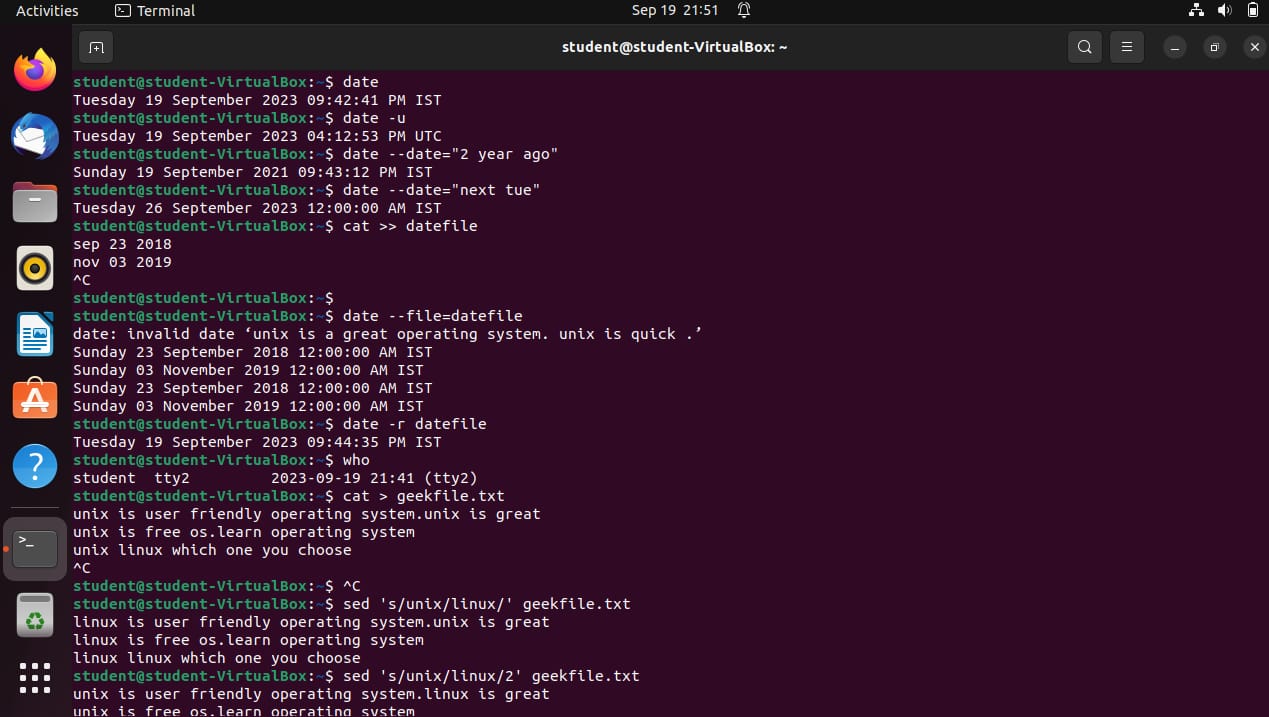 Activities Terminal Sep 19 21:51
student@student-VirtualBox: ~
student@student-VirtualBox:~$ date
Tuesday 19 September 2023 09:42:41 PM IST
student@student-VirtualBox:~$ date -u
Tuesday 19 September 2023 04:12:53 PM UTC
student@student-VirtualBox:~$ date --date="2 year ago"
Sunday 19 September 2021 09:43:12 PM IST
student@student-VirtualBox:~$ date --date="next tue"
Tuesday 26 September 2023 12:00:00 AM IST
student@student-VirtualBox:~$ cat >> datefile
sep 23 2018
nov 03 2019
^C
student@student-VirtualBox:~$
student@student-VirtualBox:~$ date --file=datefile
date: invalid date ‘unix is a great operating system. unix is quick .’
Sunday 23 September 2018 12:00:00 AM IST
Sunday 03 November 2019 12:00:00 AM IST
Sunday 23 September 2018 12:00:00 AM IST
Sunday 03 November 2019 12:00:00 AM IST
student@student-VirtualBox:~$ date -r datefile
Tuesday 19 September 2023 09:44:35 PM IST
student@student-VirtualBox:~$ who
student  tty2         2023-09-19 21:41 (tty2)
student@student-VirtualBox:~$ cat > geekfile.txt
unix is user friendly operating system.unix is great
unix is free os.learn operating system
unix linux which one you choose
^C
student@student-VirtualBox:~$ ^C
student@student-VirtualBox:~$ sed 's/unix/linux/' geekfile.txt
linux is user friendly operating system.unix is great
linux is free os.learn operating system
linux linux which one you choose
student@student-VirtualBox:~$ sed 's/unix/linux/2' geekfile.txt
unix is user friendly operating system.linux is great
unix is free os.learn operating system